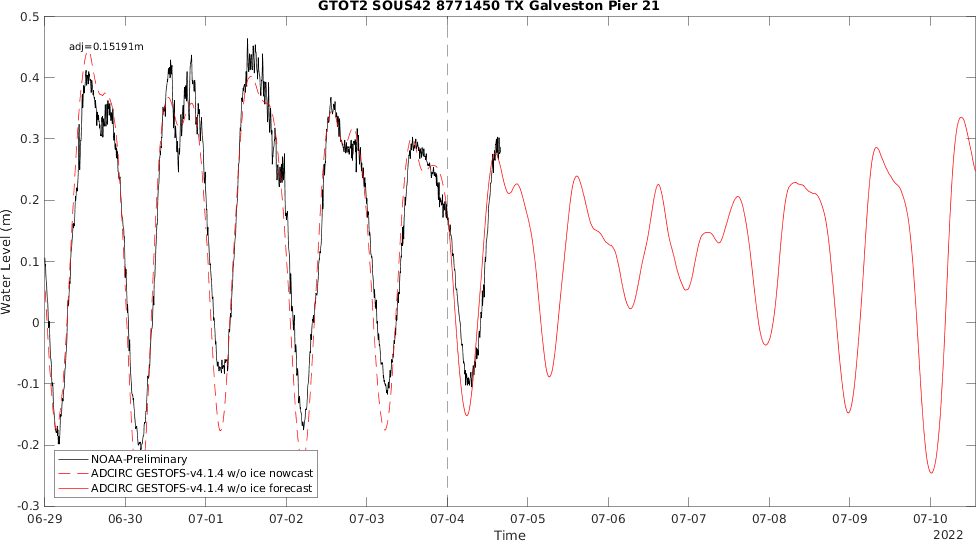 GTOT2 SOUS42 8771450 TX Galveston Pier 21
adj=0.15191m
0.5
0.4
0.3
0.2
0.1
0
-0.1
-0.2
-0.3
Water Level (m)
NOAA-Preliminary
ADCIRC GESTOFS-v4.1.4 w/o ice nowcast
ADCIRC GESTOFS-v4.1.4 w/o ice forecast
06-29 06-30 07-01 07-02 07-03 07-04 07-05 07-06 07-07 07-08 07-09 07-10
Time
2022